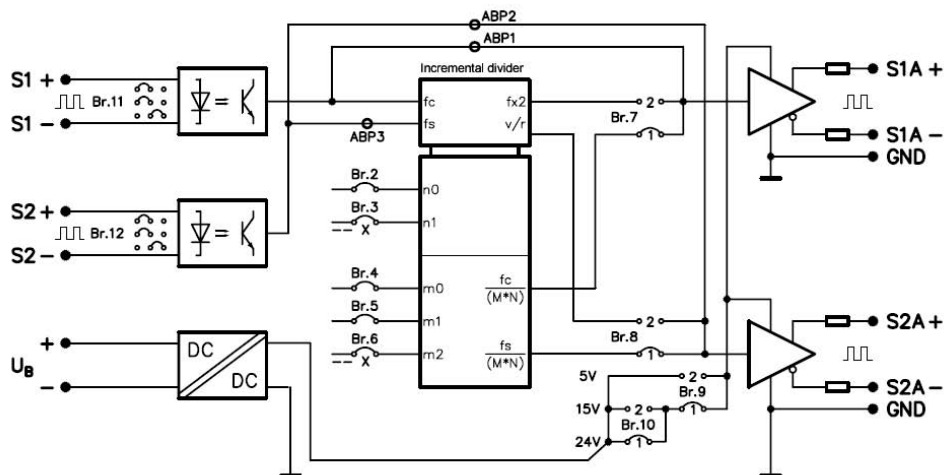 ABP2
ABP1
Incremental divider
S1 +
Br.11
S1 −
=
fc
fs
ABP3
fx2
v/r
2
Br.7
1
S1A +
S1A −
GND
S2 +
Br.12
S2 −
=
Br.2
n0
Br.3
X
n1
Br.4
m0
Br.5
m1
Br.6
X
m2
fc
(M*N)
fs
(M*N)
2
Br.8
1
S2A +
S2A −
GND
+
UB
−
DC
DC
5V
2
Br.9
15V
2
1
Br.10
24V
1